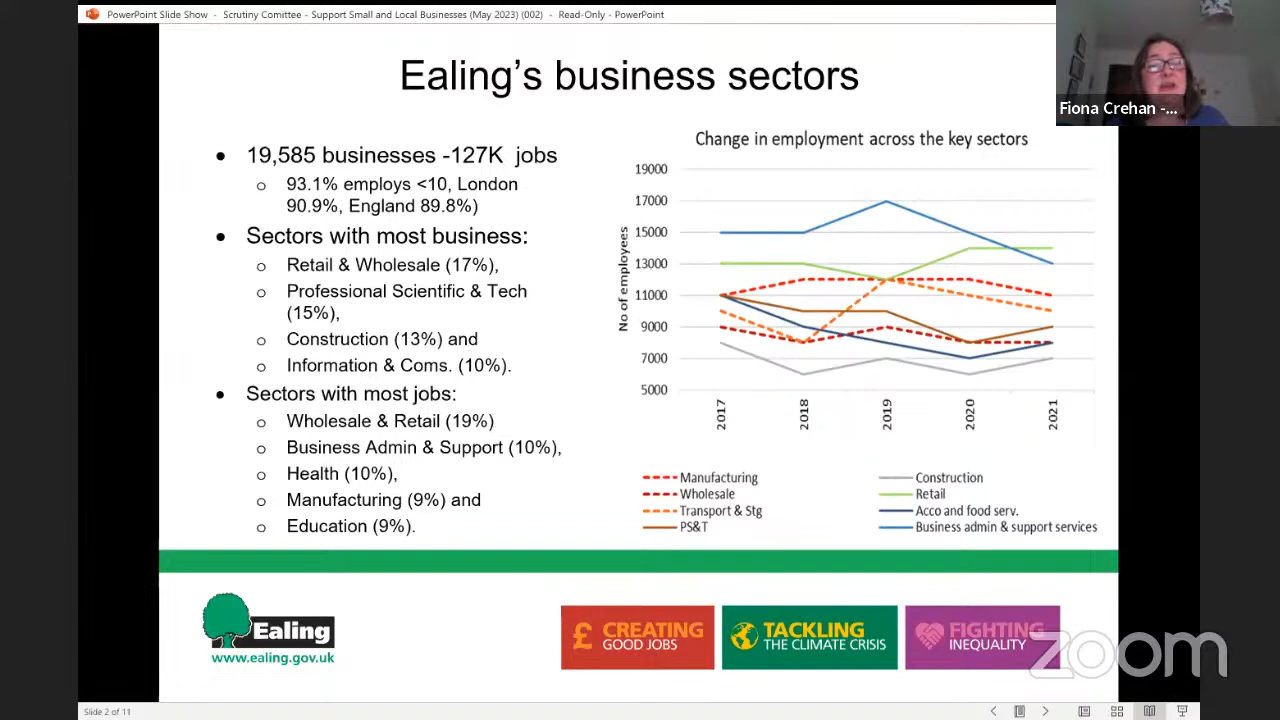 PowerPoint Slide Show - Scrutiny Comittee - Support Small and Local Businesses (May 2023) (002) - Read-Only - PowerPoint
Fiona Crehan -...
Ealing's business sectors
• 19,585 businesses -127K jobs
o 93.1% employs <10, London
90.9%, England 89.8%)
• Sectors with most business:
o Retail & Wholesale (17%),
o Professional Scientific & Tech
(15%),
o Construction (13%) and
o Information & Coms. (10%).
• Sectors with most jobs:
o Wholesale & Retail (19%)
o Business Admin & Support (10%),
o Health (10%),
o Manufacturing (9%) and
o Education (9%).
Change in employment across the key sectors
No of employees
19000
17000
15000
13000
11000
9000
7000
5000
2017
2018
2019
2020
2021
Manufacturing
Construction
Wholesale
Retail
Transport & Stg
Acco and food serv.
PS&T
Business admin & support services
Ealing
www.ealing.gov.uk
£ CREATING
GOOD JOBS
TACKLING
THE CLIMATE CRISIS
FIGHTING
INEQUALITY
zoom
Slide 2 of 11